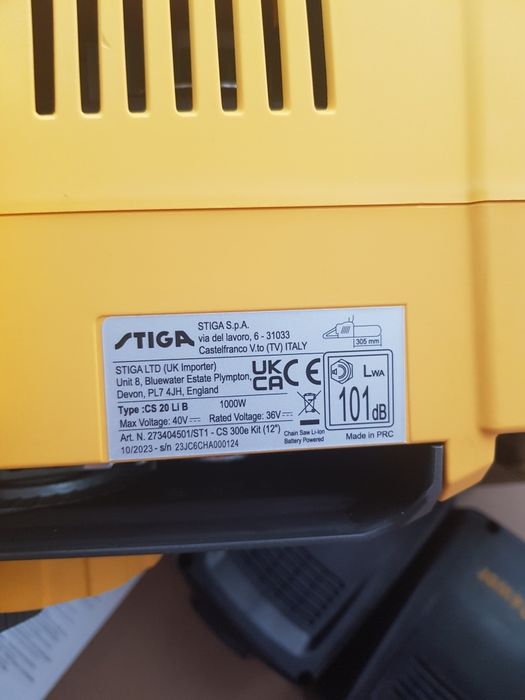 STIGA
STIGA S.p.A.
via del lavoro, 6 - 31033
Castelfranco V.to (TV) ITALY
305 mm
STIGA LTD (UK Importer)
Unit 8, Bluewater Estate Plympton,
Devon, PL7 4JH, England
UK
CA
CE
LWA
101dB
Type :CS 20 Li B 1000W
Max Voltage: 40V Rated Voltage: 36V
Art. N. 273404501/ST1 - CS 300e Kit (12")
10/2023 - s/n 23JC6CHA000124
Chain Saw Li-Ion
Battery Powered
Made in PRC